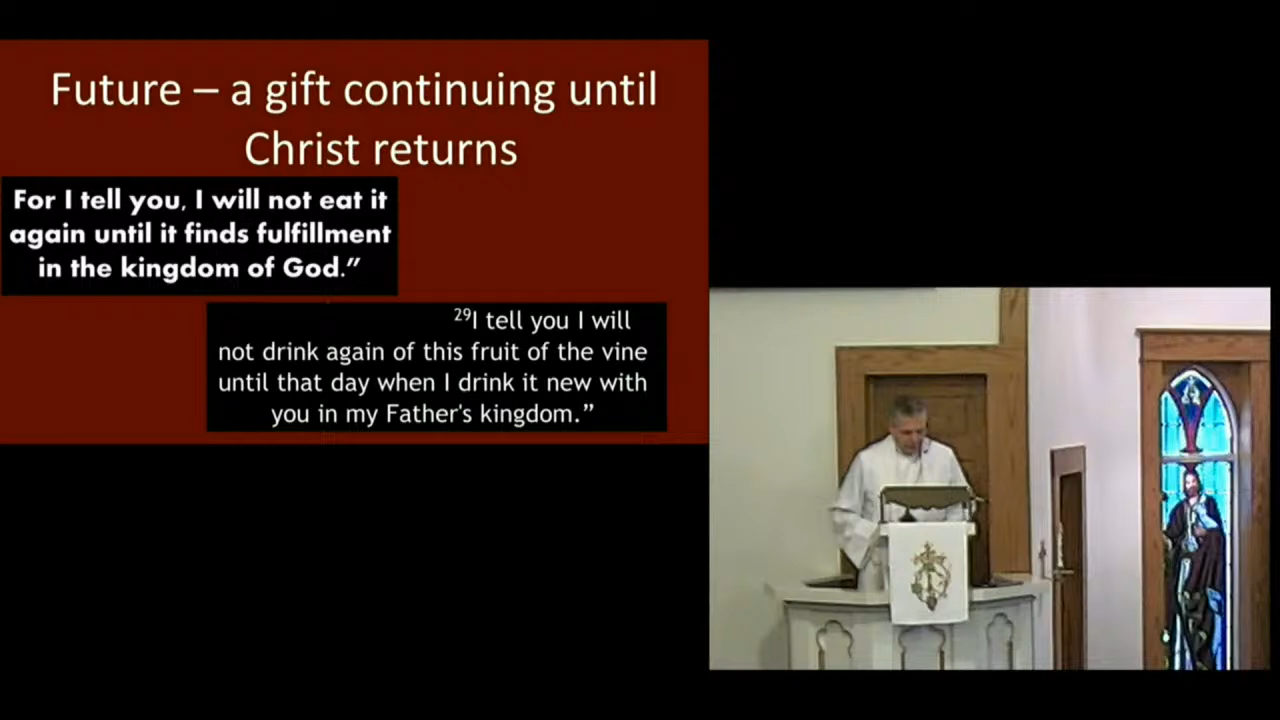 Future – a gift continuing until
Christ returns
For I tell you, I will not eat it
again until it finds fulfillment
in the kingdom of God.”
29I tell you I will
not drink again of this fruit of the vine
until that day when I drink it new with
you in my Father's kingdom.”